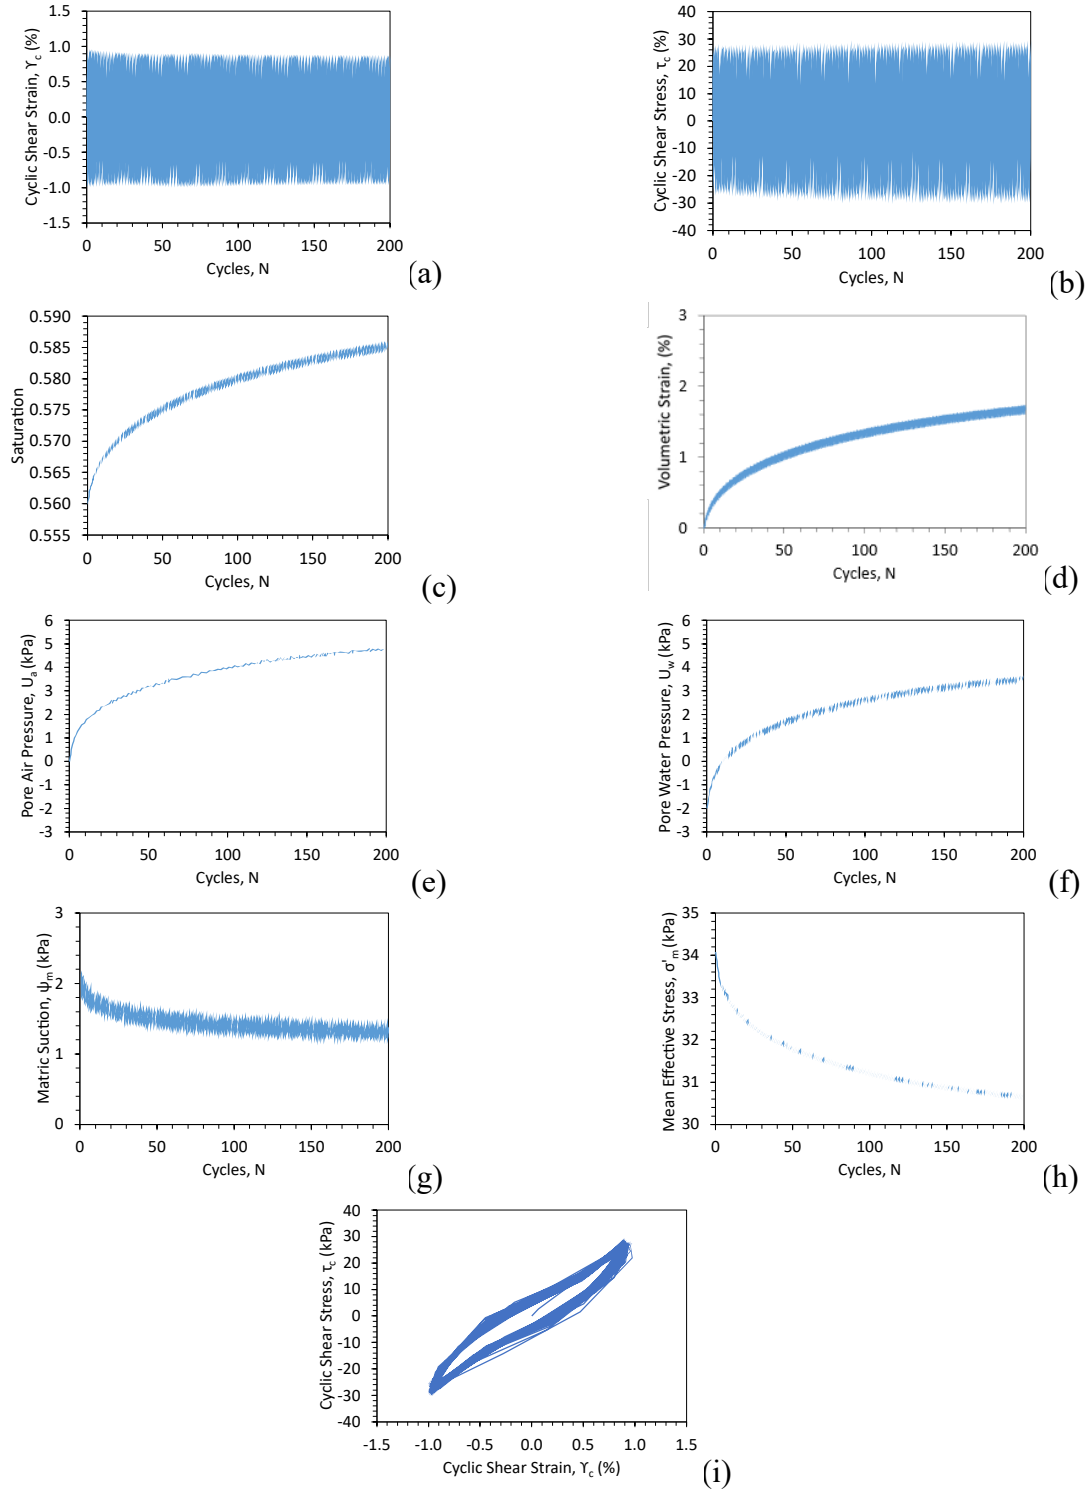 Cyclic Shear Strain, ϒc (%)
1.5
1.0
0.5
0.0
-0.5
-1.0
-1.5
0 50 100 150 200
Cycles, N
(a)
Cyclic Shear Stress, τc (%)
40
30
20
10
0
-10
-20
-30
-40
0 50 100 150 200
Cycles, N
(b)
Saturation
0.590
0.585
0.580
0.575
0.570
0.565
0.560
0.555
0 50 100 150 200
Cycles, N
(c)
Volumetric Strain, (%)
3
2
1
0
0 50 100 150 200
Cycles, N
(d)
Pore Air Pressure, Ua (kPa)
6
5
4
3
2
1
0
-1
-2
-3
0 50 100 150 200
Cycles, N
(e)
Pore Water Pressure, Uw (kPa)
6
5
4
3
2
1
0
-1
-2
-3
0 50 100 150 200
Cycles, N
(f)
Matric Suction, ψm (kPa)
3
2
1
0
0 50 100 150 200
Cycles, N
(g)
Mean Effective Stress, σ'm (kPa)
35
34
33
32
31
30
0 50 100 150 200
Cycles, N
(h)
Cyclic Shear Stress, τc (kPa)
40
30
20
10
0
-10
-20
-30
-40
-1.5 -1.0 -0.5 0.0 0.5 1.0 1.5
Cyclic Shear Strain, ϒc (%)
(i)